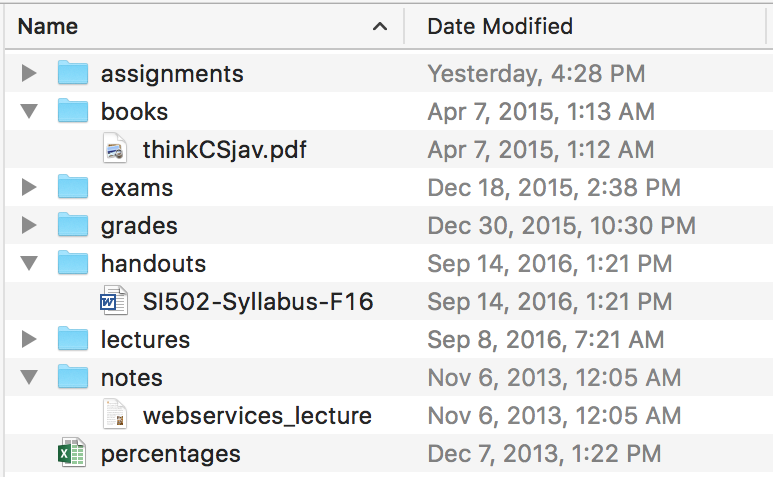 Name Date Modified
assignments Yesterday, 4:28 PM
books Apr 7, 2015, 1:13 AM
thinkCSjav.pdf Apr 7, 2015, 1:12 AM
exams Dec 18, 2015, 2:38 PM
grades Dec 30, 2015, 10:30 PM
handouts Sep 14, 2016, 1:21 PM
SI502-Syllabus-F16 Sep 14, 2016, 1:21 PM
lectures Sep 8, 2016, 7:21 AM
notes Nov 6, 2013, 12:05 AM
webservices_lecture Nov 6, 2013, 12:05 AM
percentages Dec 7, 2013, 1:22 PM